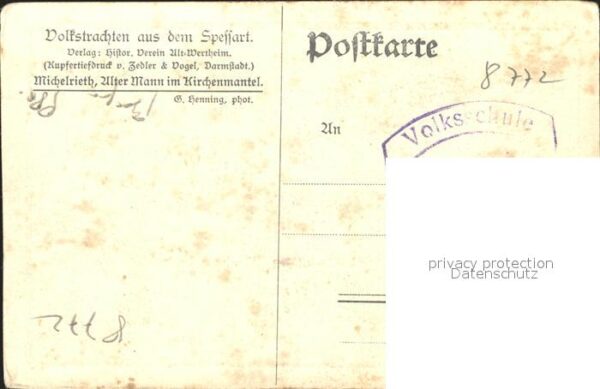 Volkstrachten aus dem Spessart.
Verlag: Histor. Verein Alt-Wertheim.
(Kupfertiefdruck v. Zedler & Vogel, Darmstadt.)
Michelrieth, Alter Mann im Kirchenmantel.
G. Henning, phot.
Postkarte
8772
An
Volksschule
privacy protection
Datenschutz
8772